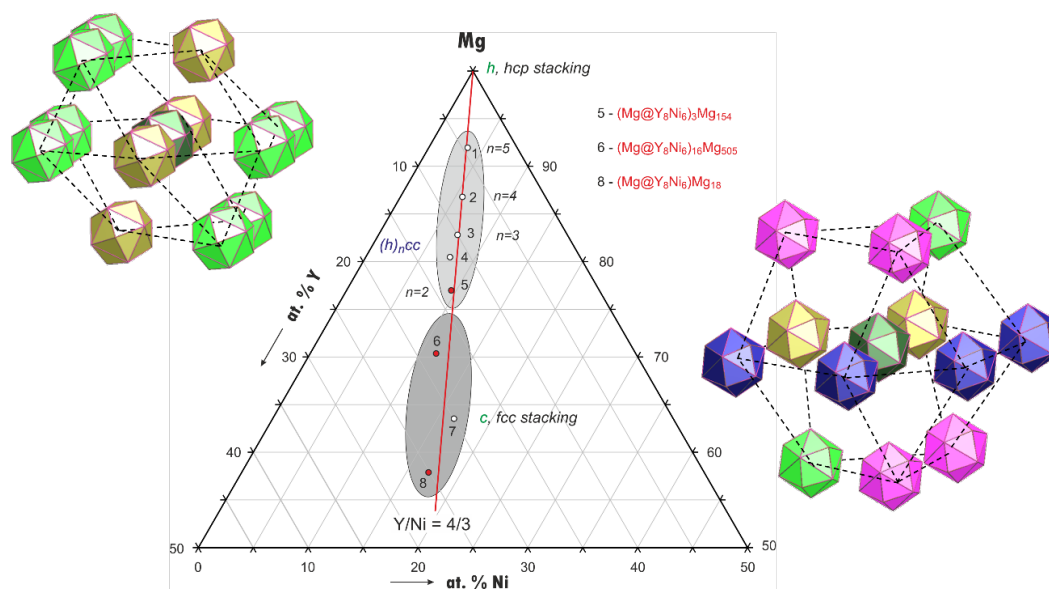 Mg
h, hcp stacking
5 - (Mg@Y₈Ni₆)₃Mg₁₅₄
6 - (Mg@Y₈Ni₆)₁₆Mg₅₀₅
8 - (Mg@Y₈Ni₆)Mg₁₈
1
n=5
10
90
2
n=4
3
n=3
(h)ₙcc
4
20
80
5
n=2
at. % Y
6
30
70
7
c, fcc stacking
40
60
8
Y/Ni = 4/3
50
50
0
10
20
30
40
50
at. % Ni